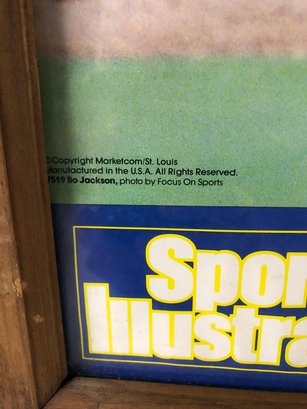 ©Copyright Marketcom/St. Louis
Manufactured in the U.S.A. All Rights Reserved.
7519 Bo Jackson, photo by Focus On Sports
Spor
Illustra